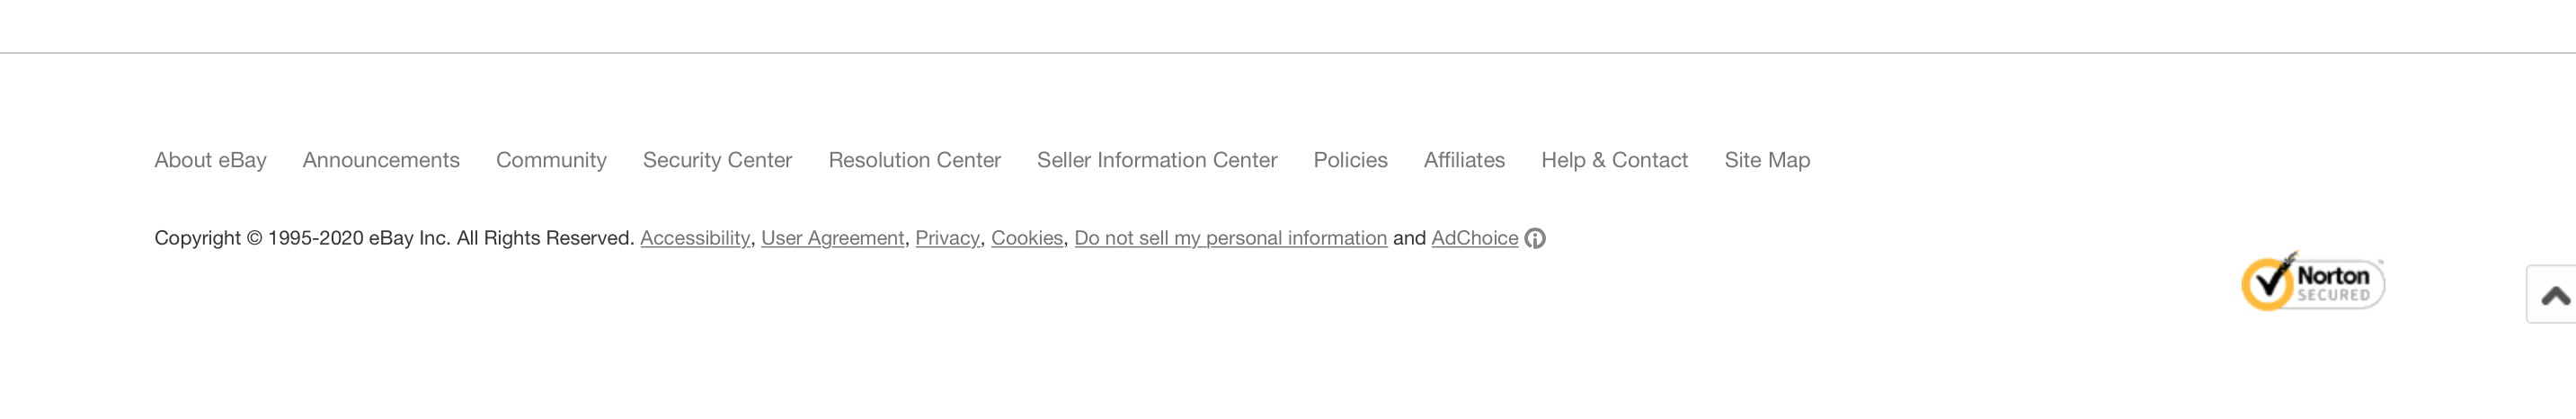 About eBay Announcements Community Security Center Resolution Center Seller Information Center Policies Affiliates Help & Contact Site Map
Copyright © 1995-2020 eBay Inc. All Rights Reserved. Accessibility, User Agreement, Privacy, Cookies, Do not sell my personal information and AdChoice
Norton
SECURED